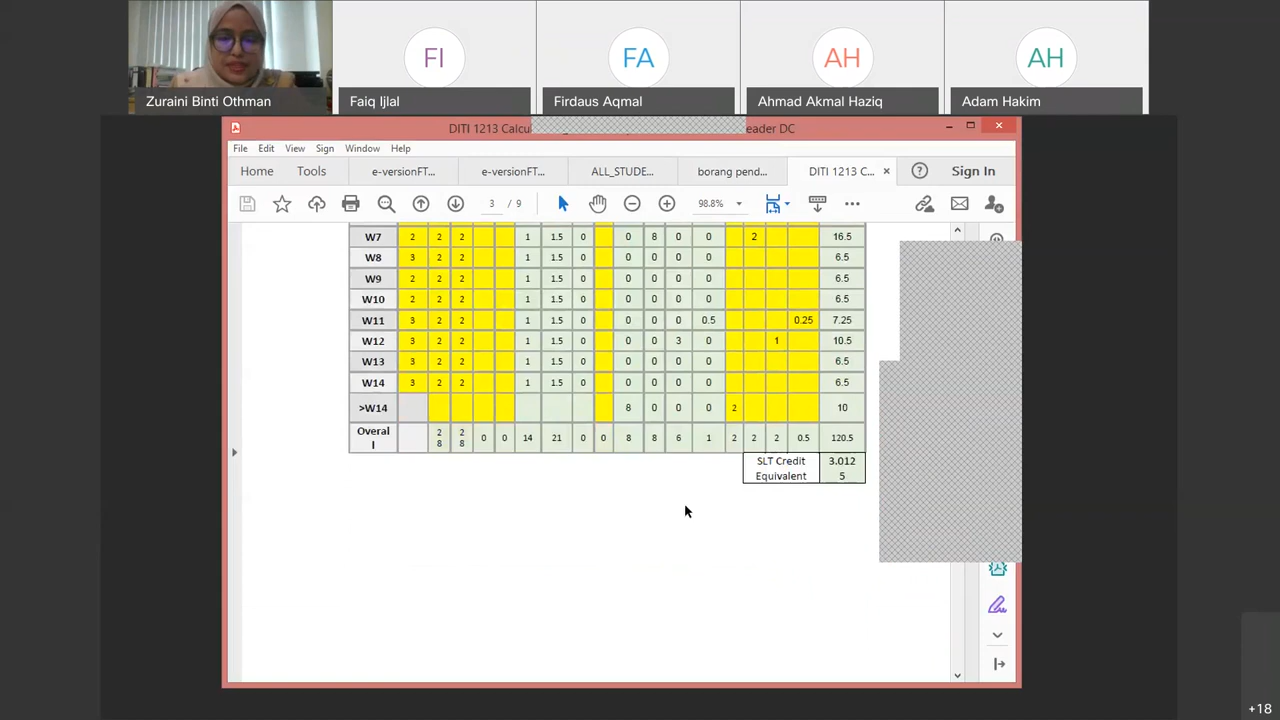 FI
FA
AH
AH
Zuraini Binti Othman
Faiq Ijlal
Firdaus Aqmal
Ahmad Akmal Haziq
Adam Hakim
DITI 1213 Calcu
eader DC
File Edit View Sign Window Help
Home Tools e-versionFT... e-versionFT... ALL_STUDE... borang pend... DITI 1213 C... × Sign In
3 / 9 98.8%
W7 2 2 2 1 1.5 0 0 8 0 0 2 16.5
W8 3 2 2 1 1.5 0 0 0 0 0 6.5
W9 2 2 2 1 1.5 0 0 0 0 0 6.5
W10 2 2 2 1 1.5 0 0 0 0 0 6.5
W11 3 2 2 1 1.5 0 0 0 0 0.5 0.25 7.25
W12 3 2 2 1 1.5 0 0 0 3 0 1 10.5
W13 3 2 2 1 1.5 0 0 0 0 0 6.5
W14 3 2 2 1 1.5 0 0 0 0 0 6.5
>W14 8 0 0 0 2 10
Overal 2 2 0 0 14 21 0 0 8 8 6 1 2 2 2 0.5 120.5
l 8 8
SLT Credit 3.012
Equivalent 5
+18